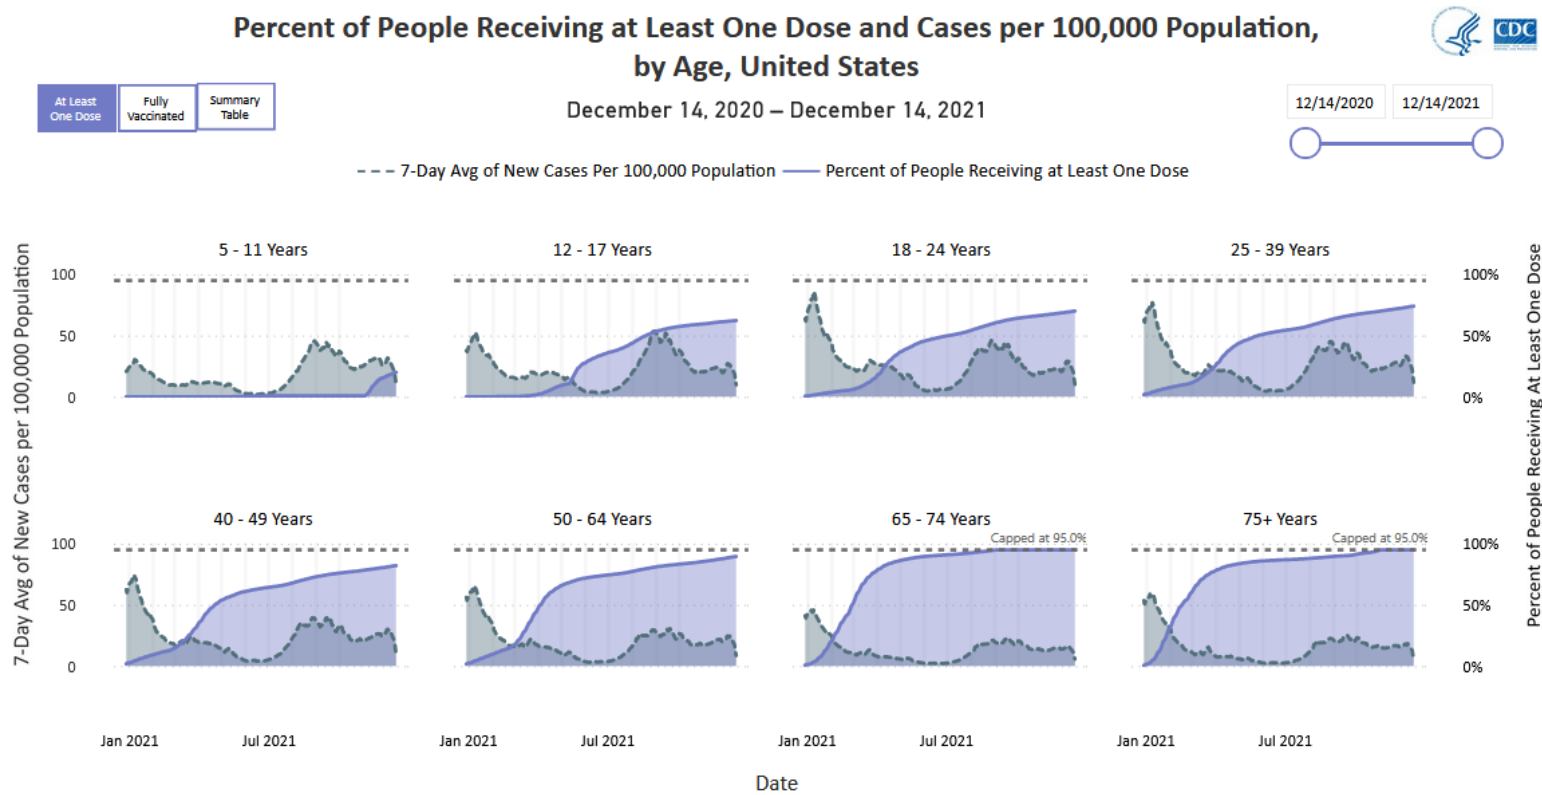 Percent of People Receiving at Least One Dose and Cases per 100,000 Population,
by Age, United States
CDC
At Least
One Dose
Fully
Vaccinated
Summary
Table
December 14, 2020 – December 14, 2021
12/14/2020
12/14/2021
7-Day Avg of New Cases Per 100,000 Population
Percent of People Receiving at Least One Dose
7-Day Avg of New Cases per 100,000 Population
Percent of People Receiving At Least One Dose
5 - 11 Years
12 - 17 Years
18 - 24 Years
25 - 39 Years
100
50
0
100%
50%
0%
40 - 49 Years
50 - 64 Years
65 - 74 Years
75+ Years
Capped at 95.0%
Capped at 95.0%
100
50
0
100%
50%
0%
Jan 2021
Jul 2021
Jan 2021
Jul 2021
Jan 2021
Jul 2021
Jan 2021
Jul 2021
Date